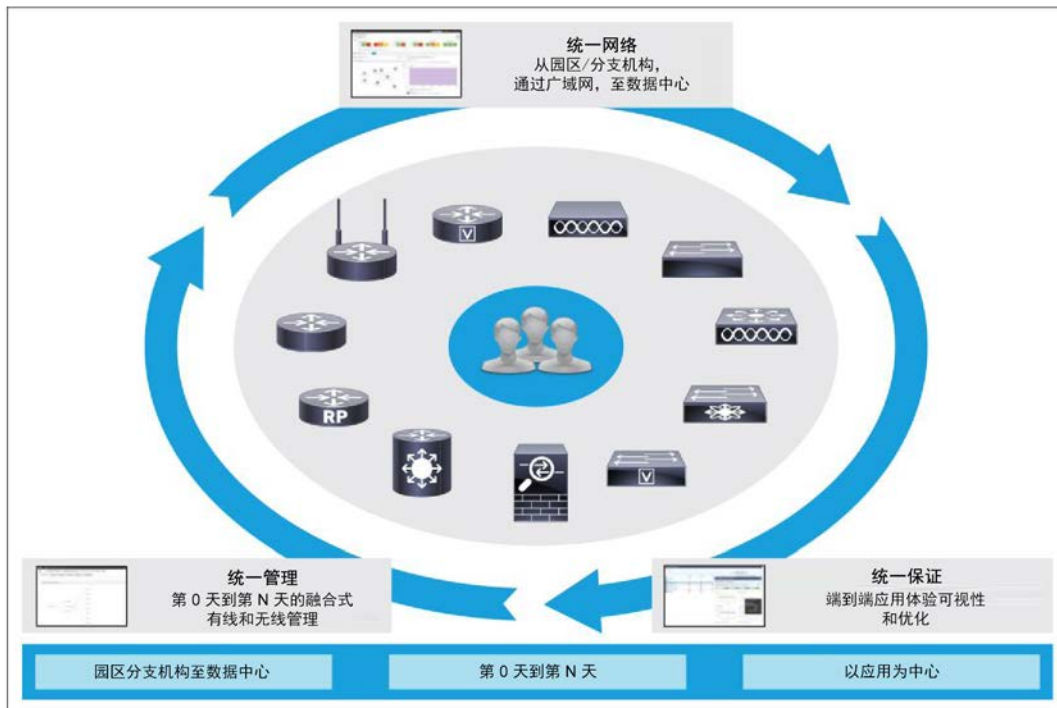 统一网络
从园区/分支机构，
通过广域网，至数据中心
V
RP
V
统一管理
第 0 天到第 N 天的融合式
有线和无线管理
统一保证
端到端应用体验可视性
和优化
园区分支机构至数据中心
第 0 天到第 N 天
以应用为中心